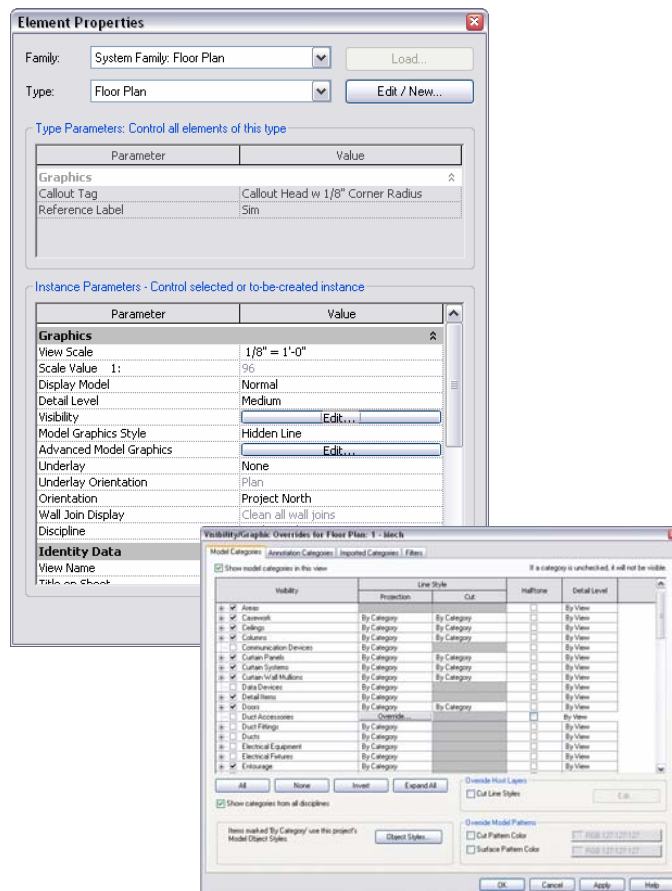 Element Properties
Family: System Family: Floor Plan Load...
Type: Floor Plan Edit / New...
Type Parameters: Control all elements of this type
Parameter Value
Graphics
Callout Tag Callout Head w 1/8" Corner Radius
Reference Label Sim
Instance Parameters - Control selected or to-be-created instance
Parameter Value
Graphics
View Scale 1/8" = 1'-0"
Scale Value 1: 96
Display Model Normal
Detail Level Medium
Visibility Edit...
Model Graphics Style Hidden Line
Advanced Model Graphics Edit...
Underlay None
Underlay Orientation Plan
Orientation Project North
Wall Join Display Clean all wall joins
Discipline
Identity Data
View Name
Title on Sheet
Visibility/Graphic Overrides for Floor Plan: 1 - Mech
Model Categories Annotation Categories Imported Categories Filters
Show model categories in this view If a category is unchecked, it will not be visible.
Visibility Line Style Halftone Detail Level
Projection Cut
Areas By View
Casework By Category By Category By View
Ceilings By Category By Category By View
Columns By Category By Category By View
Communication Devices By Category By View
Curtain Panels By Category By Category By View
Curtain Systems By Category By Category By View
Curtain Wall Mullions By Category By Category By View
Data Devices By Category By View
Detail Items By Category By View
Doors By Category By Category By View
Duct Accessories Override... By View
Duct Fittings By Category By View
Ducts By Category By View
Electrical Equipment By Category By View
Electrical Fixtures By Category By View
Entourage By Category By View
All None Invert Expand All
Show categories from all disciplines
Override Host Layers
Cut Line Styles Edit...
Items marked 'By Category' use this project's
Model Object Styles. Object Styles...
Override Model Patterns
Cut Pattern Color RGB 127-127-127
Surface Pattern Color RGB 127-127-127
OK Cancel Apply Help